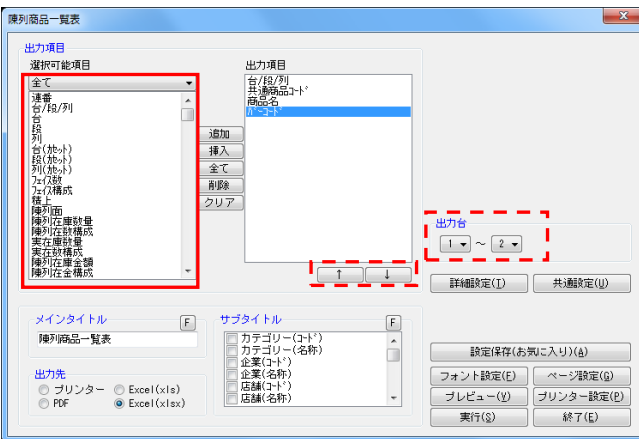 陳列商品一覧表
出力項目
選択可能項目
全て
連番
台/段/列
台
段
列
台(ｶｾｯﾄ)
段(ｶｾｯﾄ)
列(ｶｾｯﾄ)
ﾌｪｲｽ数
ﾌｪｲｽ構成
積上
陳列面
陳列在庫数量
陳列在数構成
実在庫数量
実在数構成
陳列在庫金額
陳列在金構成
追加
挿入
全て
削除
クリア
出力項目
台/段/列
共通商品ｺｰﾄﾞ
商品名
ﾊﾞｰｺｰﾄﾞ
↑ ↓
出力台
1 ～ 2
詳細設定(T) 共通設定(U)
メインタイトル F
陳列商品一覧表
出力先
プリンター Excel(xls)
PDF Excel(xlsx)
サブタイトル F
カテゴリー(ｺｰﾄﾞ)
カテゴリー(名称)
企業(ｺｰﾄﾞ)
企業(名称)
店舗(ｺｰﾄﾞ)
店舗(名称)
設定保存(お気に入り)(A)
フォント設定(F) ページ設定(G)
プレビュー(V) プリンター設定(P)
実行(S) 終了(E)